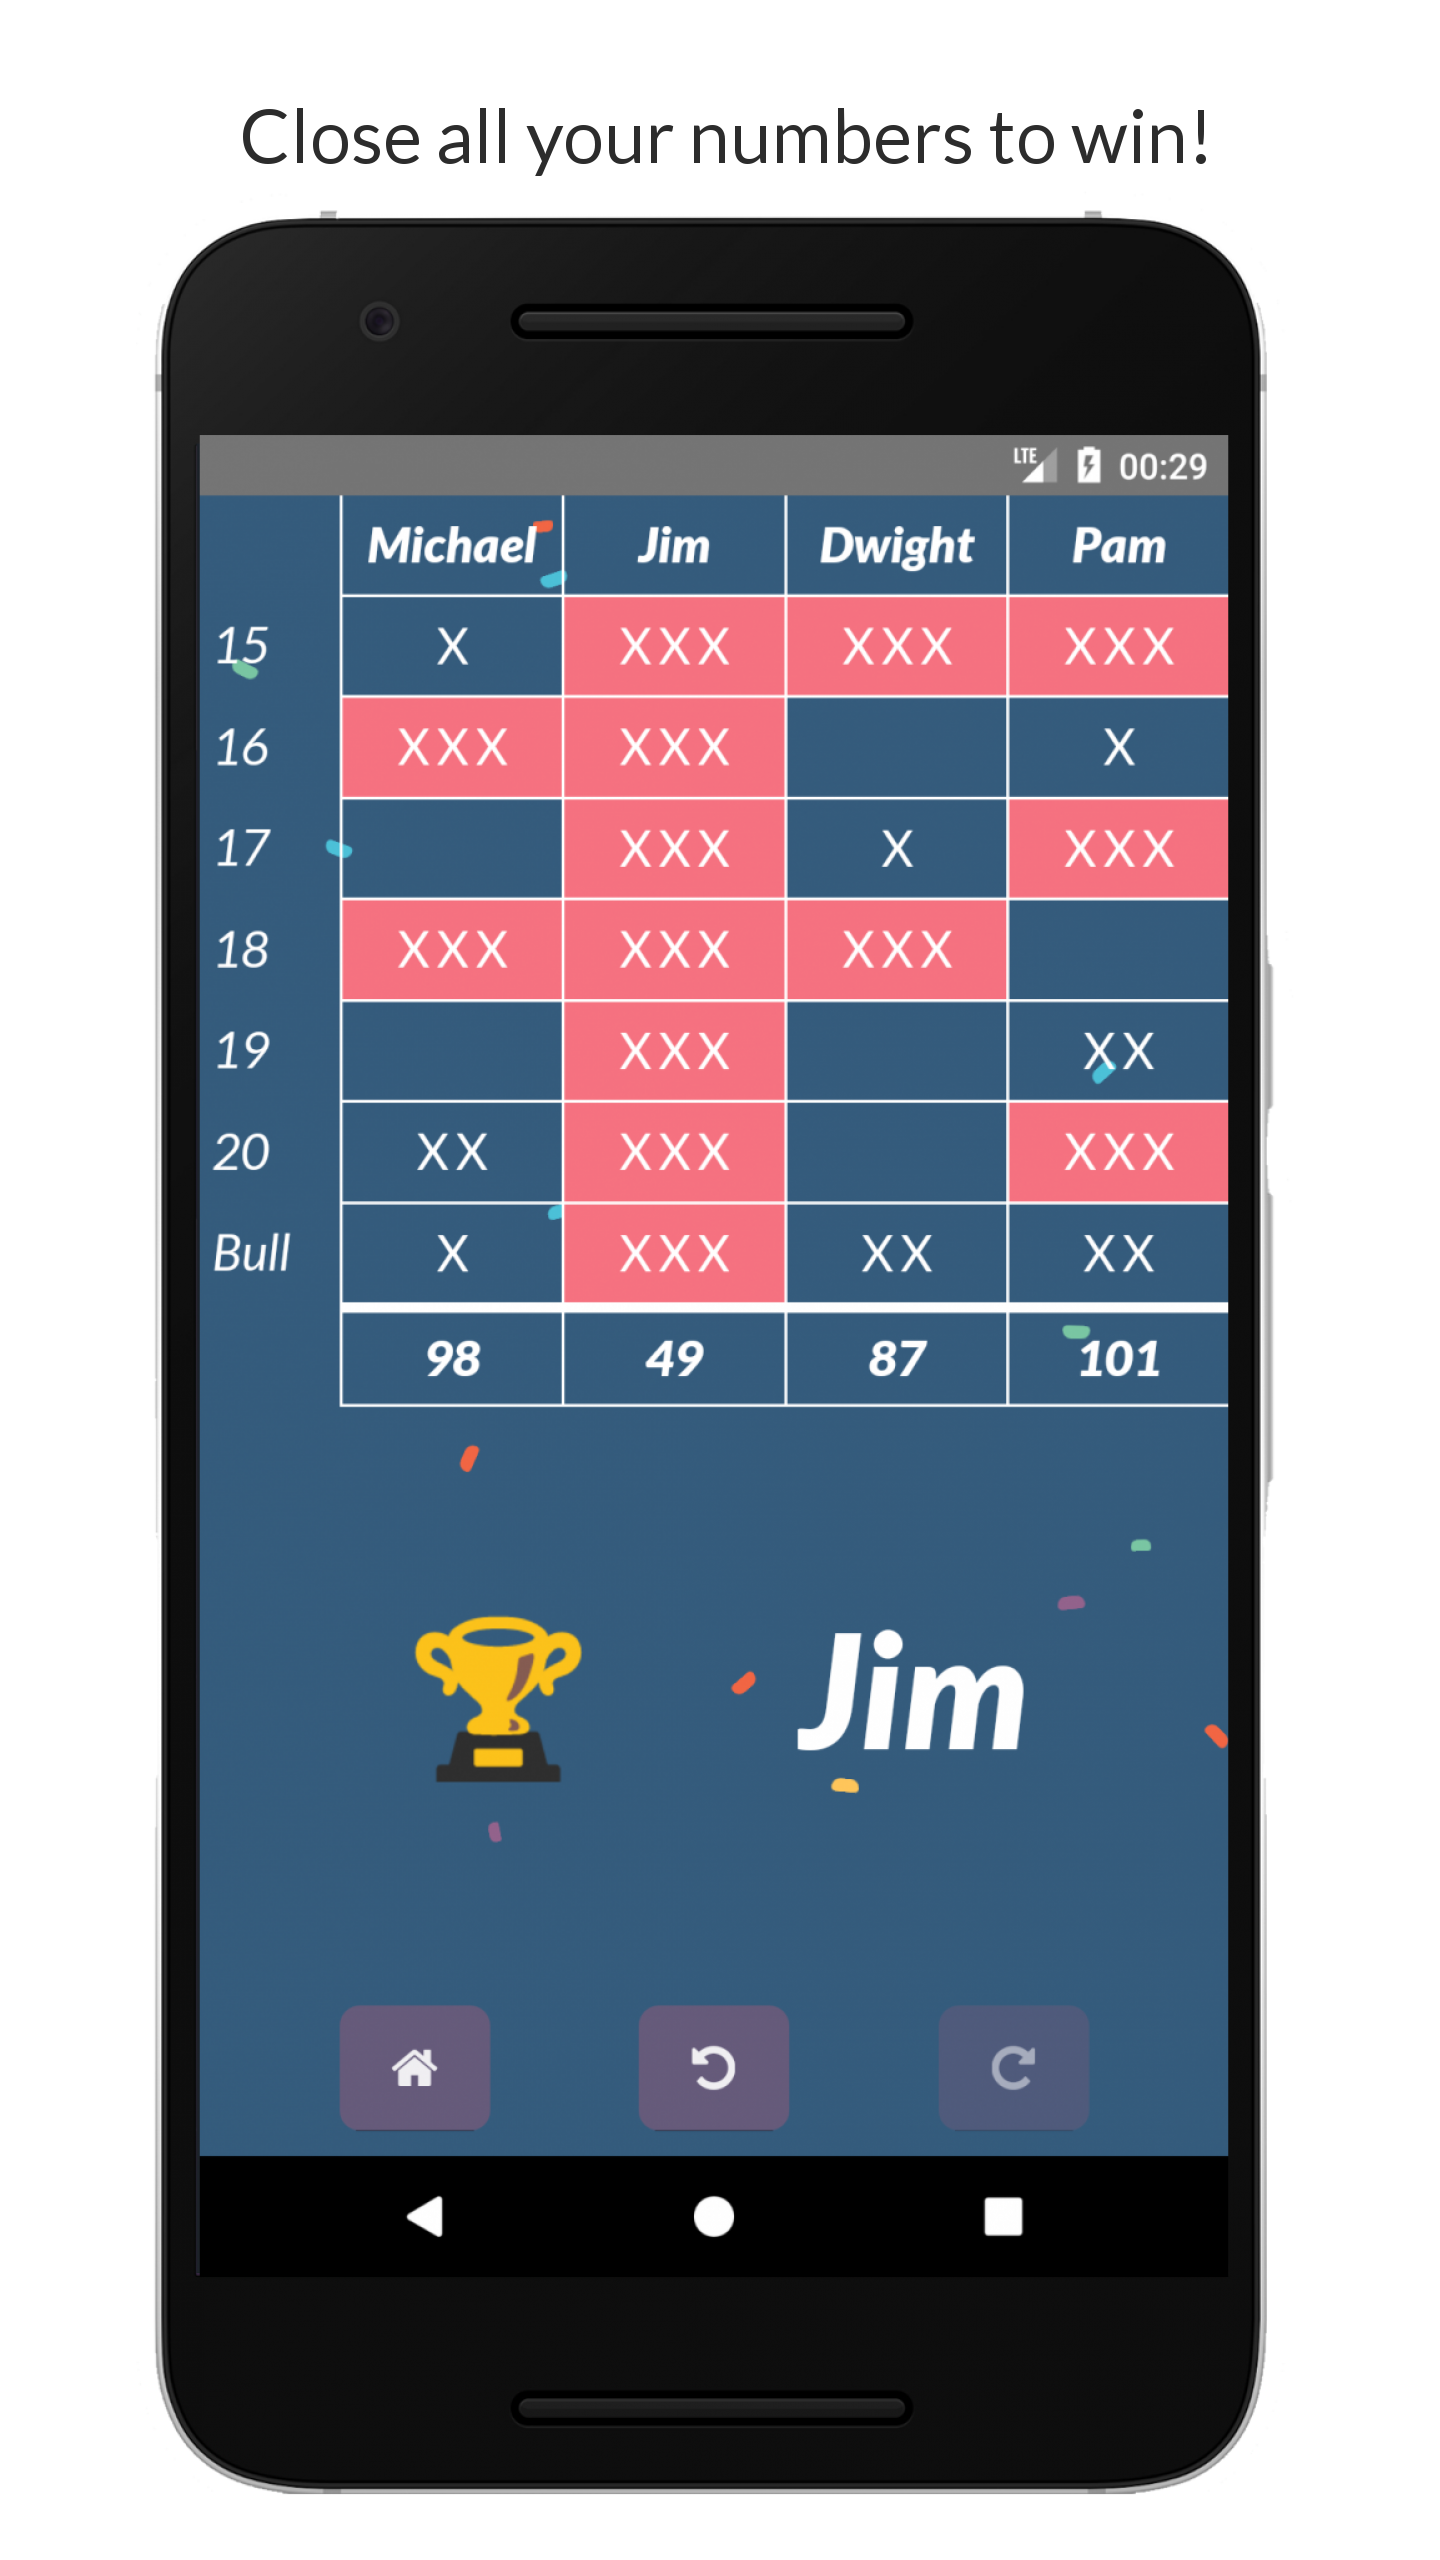 Close all your numbers to win!
LTE 00:29
Michael Jim Dwight Pam
15 X XXX XXX XXX
16 XXX XXX X
17 XXX X XXX
18 XXX XXX XXX
19 XXX XX
20 XX XXX XXX
Bull X XXX XX XX
98 49 87 101
Jim